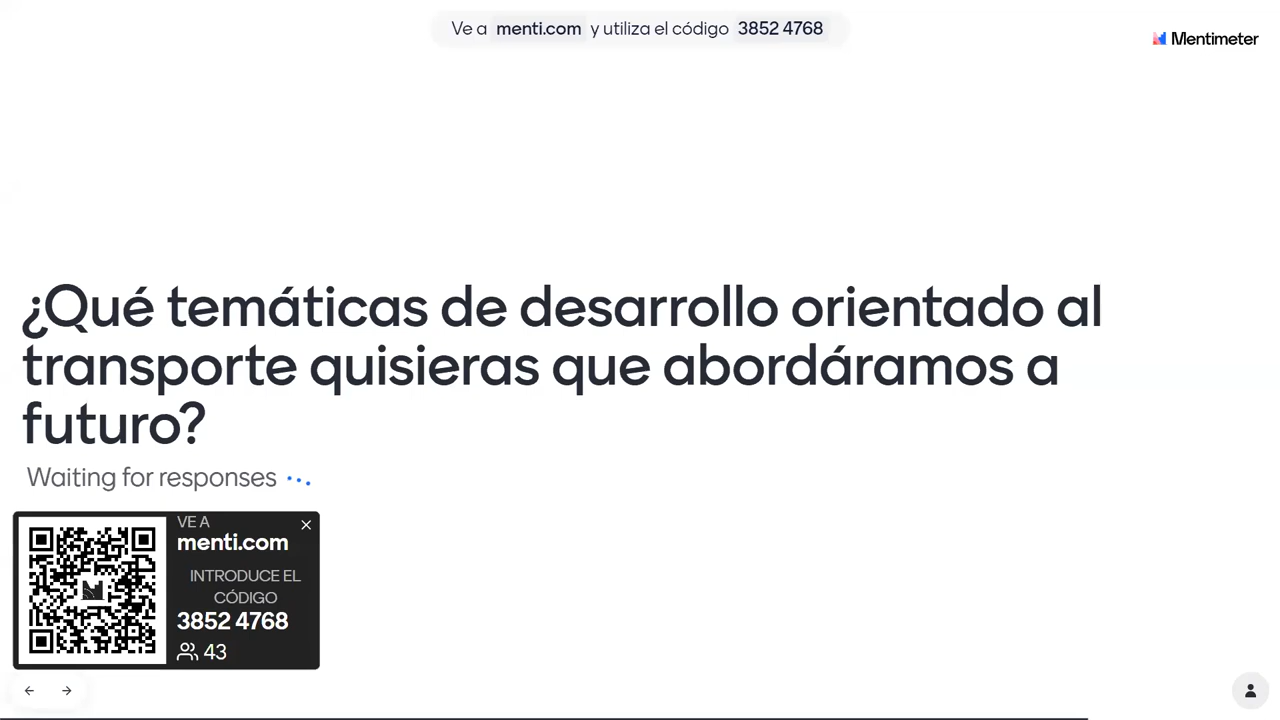 Ve a menti.com y utiliza el código 3852 4768
Mentimeter
¿Qué temáticas de desarrollo orientado al
transporte quisieras que abordáramos a
futuro?
Waiting for responses
VE A
menti.com
INTRODUCE EL
CÓDIGO
3852 4768
43